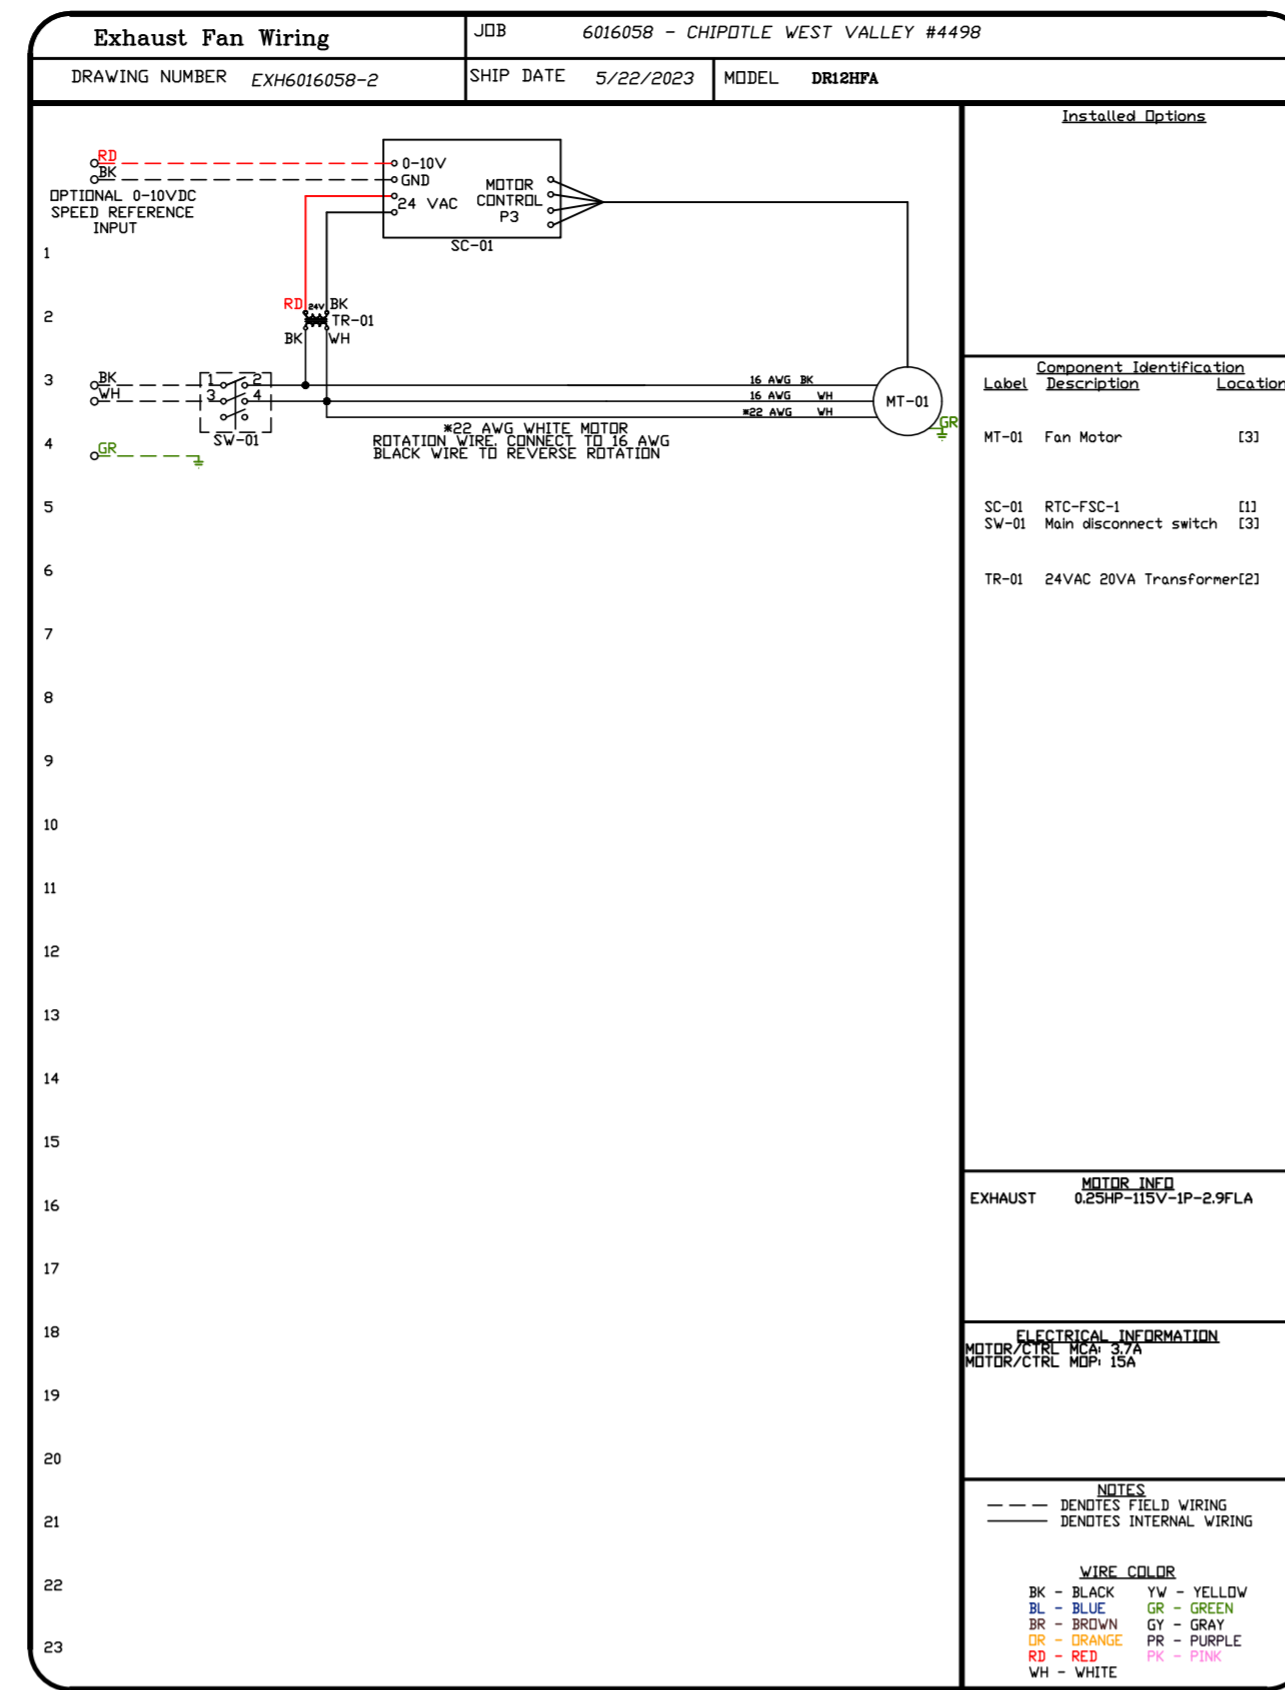 Exhaust Fan Wiring
JOB 6016058 - CHIPOTLE WEST VALLEY #4498
DRAWING NUMBER EXH6016058-2
SHIP DATE 5/22/2023
MODEL DR12HFA
RD
BK
OPTIONAL 0-10VDC
SPEED REFERENCE
INPUT
0-10V
GND
24 VAC
MOTOR
CONTROL
P3
SC-01
RD 24V BK
TR-01
BK WH
BK
WH
1 2
3 4
SW-01
GR
16 AWG BK
16 AWG WH
*22 AWG WH
MT-01
GR
*22 AWG WHITE MOTOR
ROTATION WIRE. CONNECT TO 16 AWG
BLACK WIRE TO REVERSE ROTATION
1
2
3
4
5
6
7
8
9
10
11
12
13
14
15
16
17
18
19
20
21
22
23
Installed Options
Component Identification
Label Description Location
MT-01 Fan Motor [3]
SC-01 RTC-FSC-1 [1]
SW-01 Main disconnect switch [3]
TR-01 24VAC 20VA Transformer[2]
MOTOR INFO
EXHAUST 0.25HP-115V-1P-2.9FLA
ELECTRICAL INFORMATION
MOTOR/CTRL MCA: 3.7A
MOTOR/CTRL MOP: 15A
NOTES
DENOTES FIELD WIRING
DENOTES INTERNAL WIRING
WIRE COLOR
BK - BLACK YW - YELLOW
BL - BLUE GR - GREEN
BR - BROWN GY - GRAY
OR - ORANGE PR - PURPLE
RD - RED PK - PINK
WH - WHITE